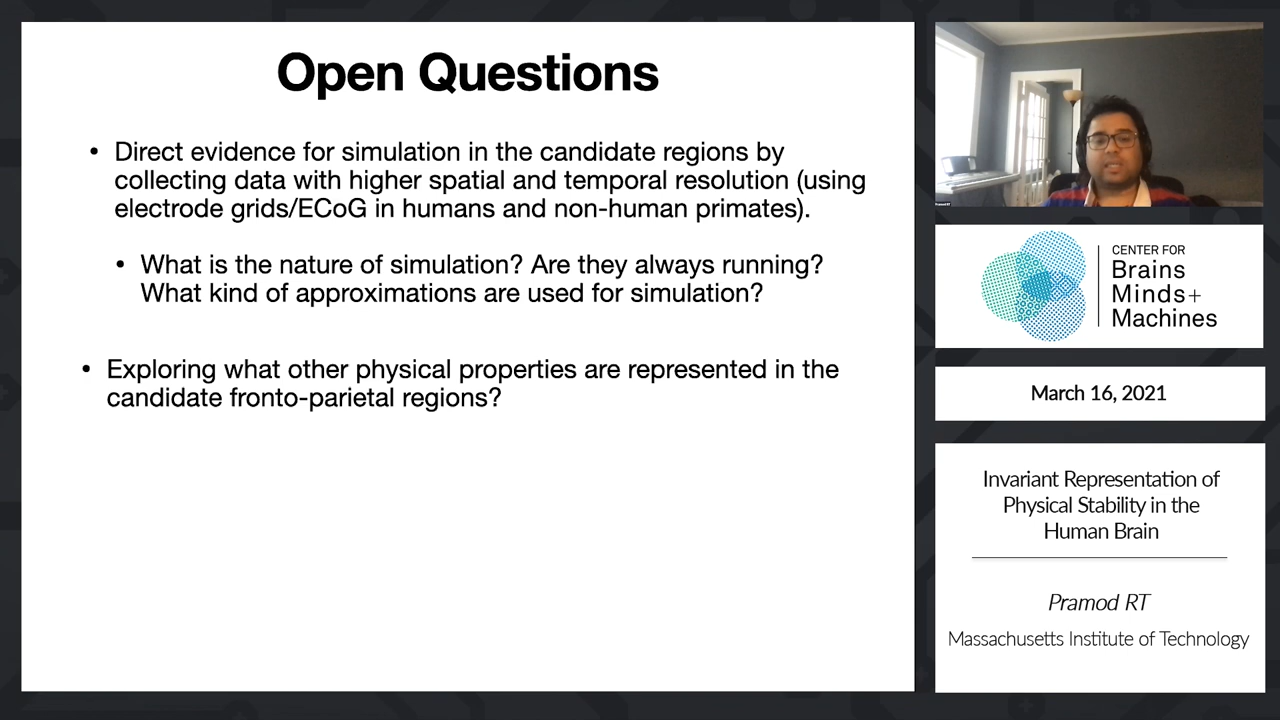 Open Questions
• Direct evidence for simulation in the candidate regions by
collecting data with higher spatial and temporal resolution (using
electrode grids/ECoG in humans and non-human primates).
• What is the nature of simulation? Are they always running?
What kind of approximations are used for simulation?
• Exploring what other physical properties are represented in the
candidate fronto-parietal regions?
Pramod RT
CENTER FOR
Brains
Minds+
Machines
March 16, 2021
Invariant Representation of
Physical Stability in the
Human Brain
Pramod RT
Massachusetts Institute of Technology